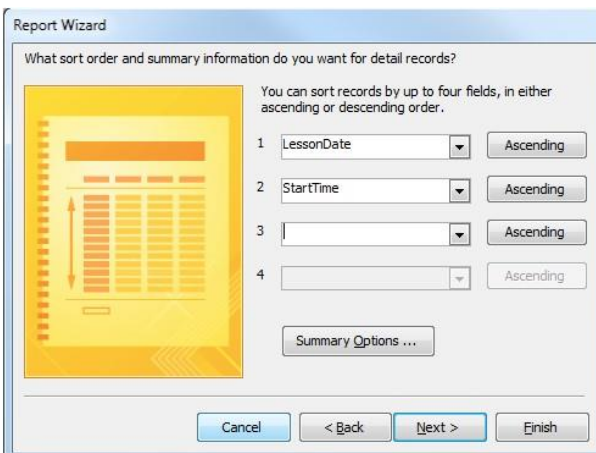 Report Wizard
What sort order and summary information do you want for detail records?
You can sort records by up to four fields, in either
ascending or descending order.
1 LessonDate Ascending
2 StartTime Ascending
3 Ascending
4 Ascending
Summary Options ...
Cancel < Back Next > Finish